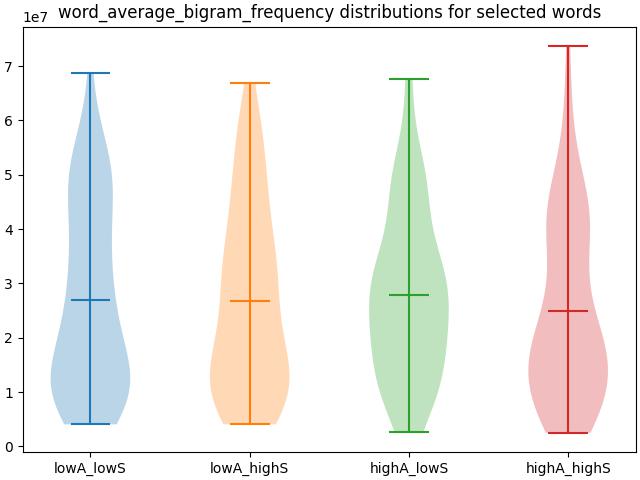 word_average_bigram_frequency distributions for selected words
1e7
7
6
5
4
3
2
1
0
lowA_lowS lowA_highS highA_lowS highA_highS